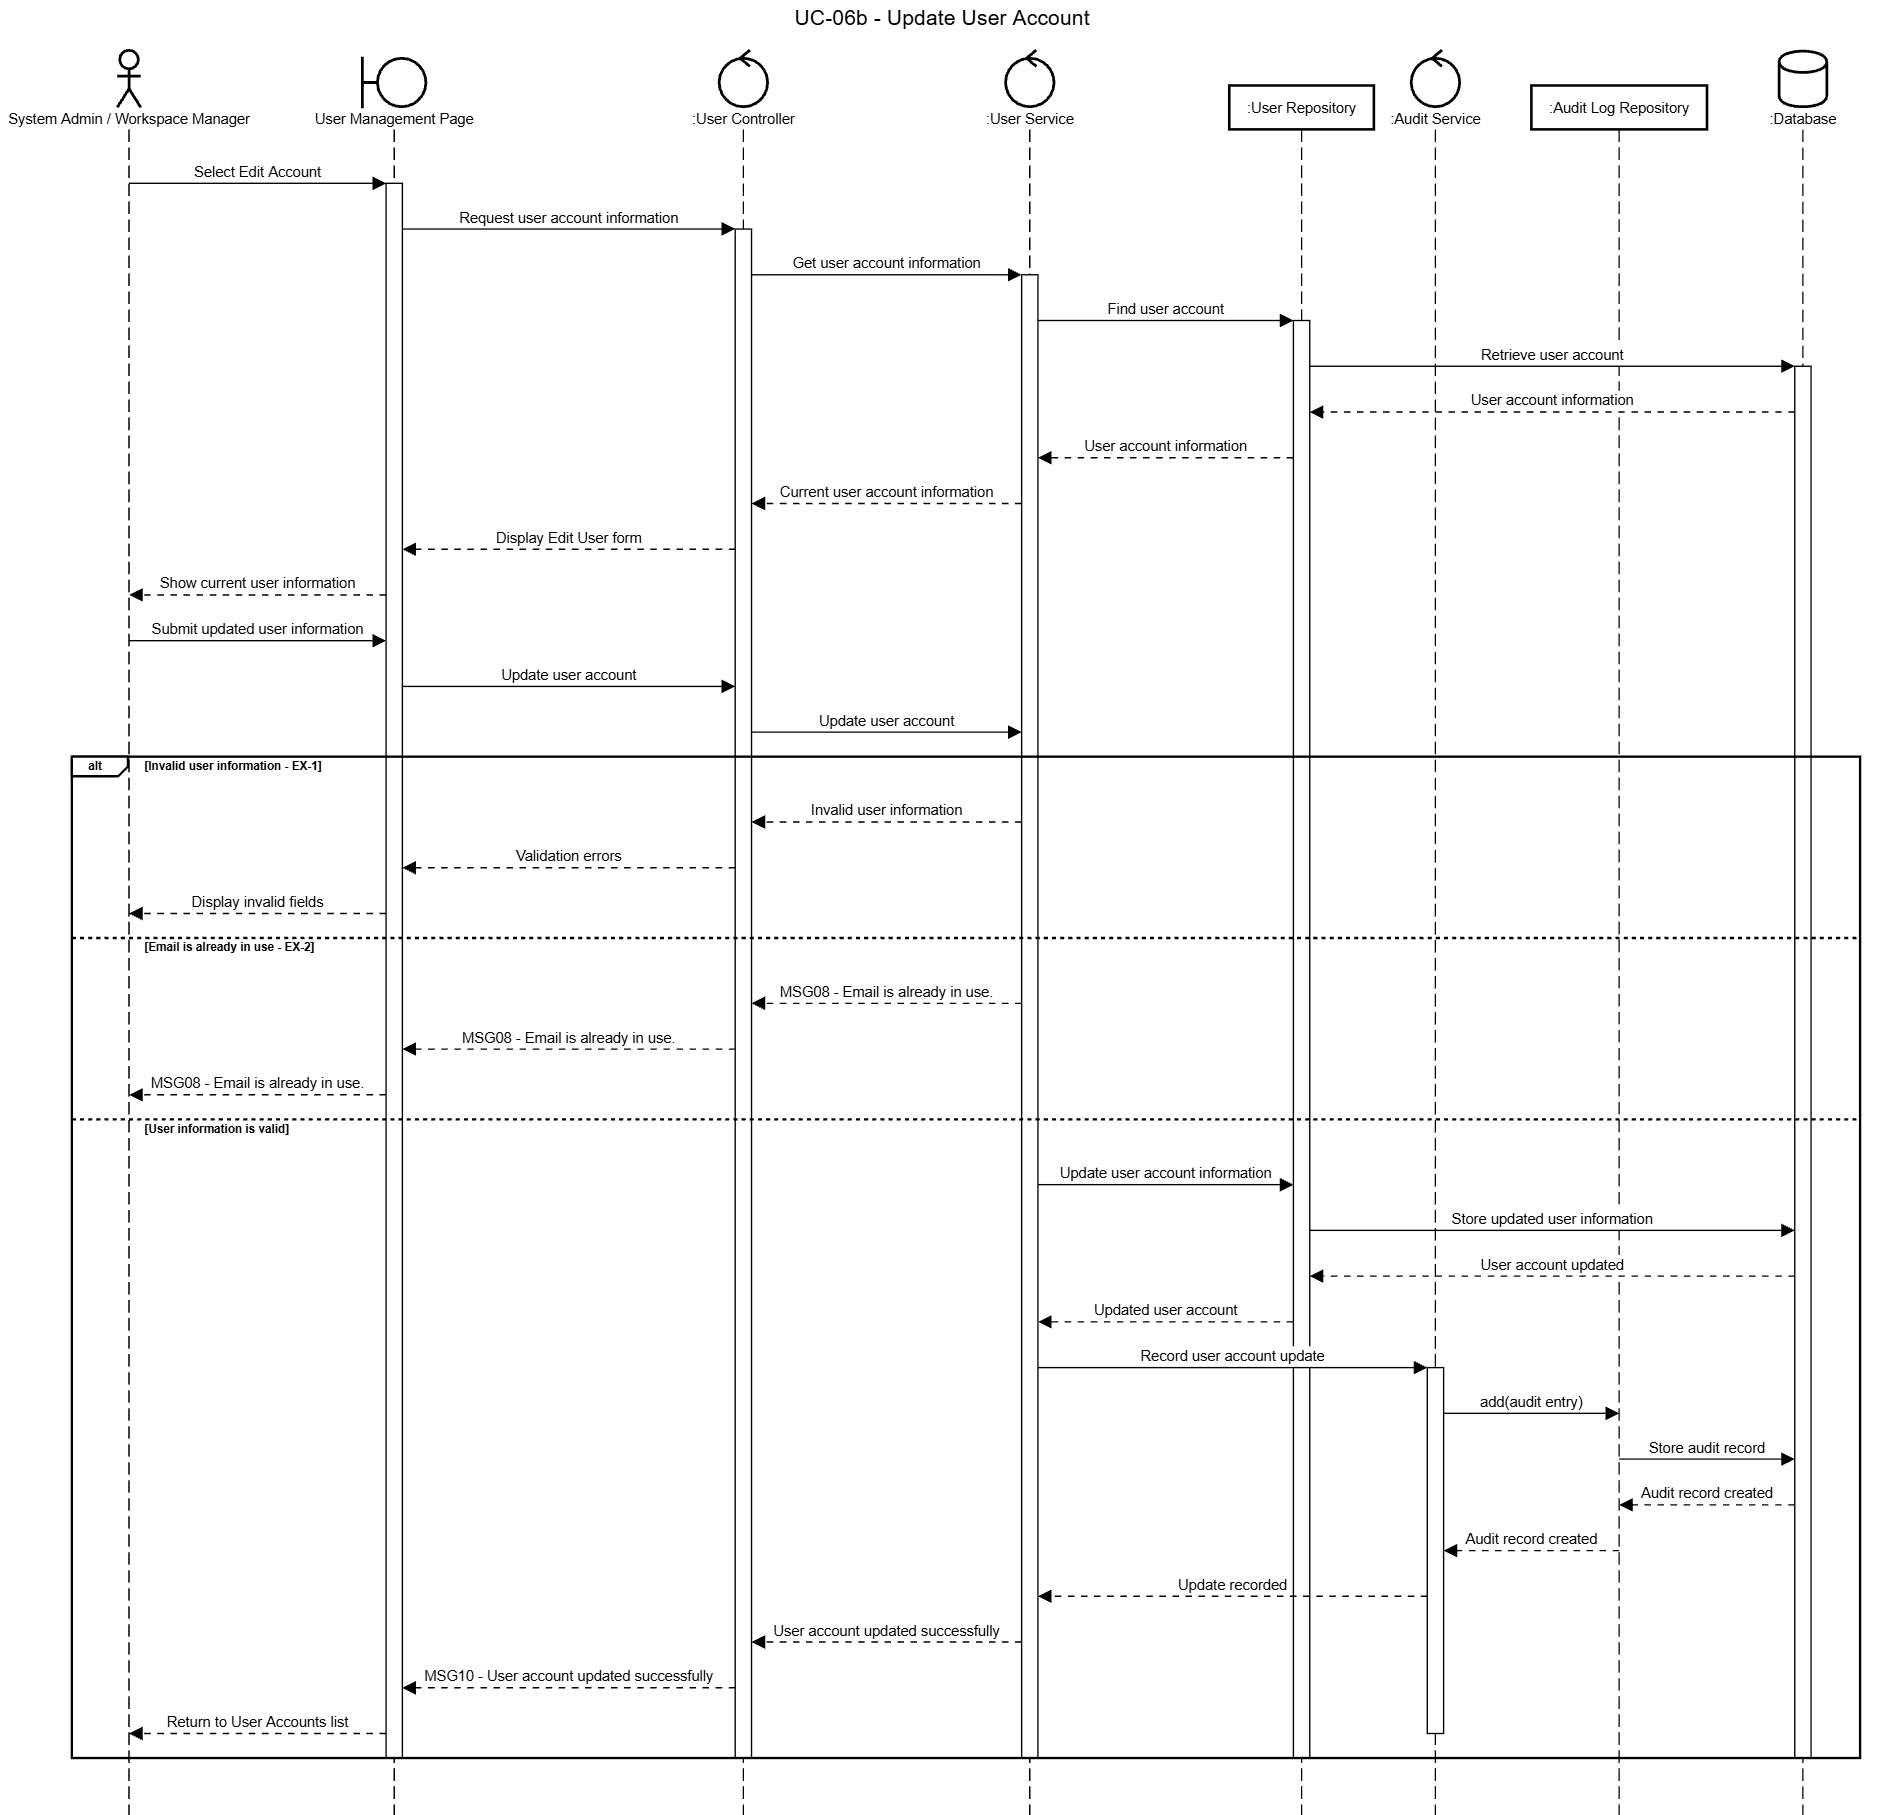 UC-06b - Update User Account
System Admin / Workspace Manager
User Management Page
:User Controller
:User Service
:User Repository
:Audit Service
:Audit Log Repository
:Database
Select Edit Account
Request user account information
Get user account information
Find user account
Retrieve user account
User account information
User account information
Current user account information
Display Edit User form
Show current user information
Submit updated user information
Update user account
Update user account
alt
[Invalid user information - EX-1]
Invalid user information
Validation errors
Display invalid fields
[Email is already in use - EX-2]
MSG08 - Email is already in use.
MSG08 - Email is already in use.
MSG08 - Email is already in use.
[User information is valid]
Update user account information
Store updated user information
User account updated
Updated user account
Record user account update
add(audit entry)
Store audit record
Audit record created
Audit record created
Update recorded
User account updated successfully
MSG10 - User account updated successfully
Return to User Accounts list